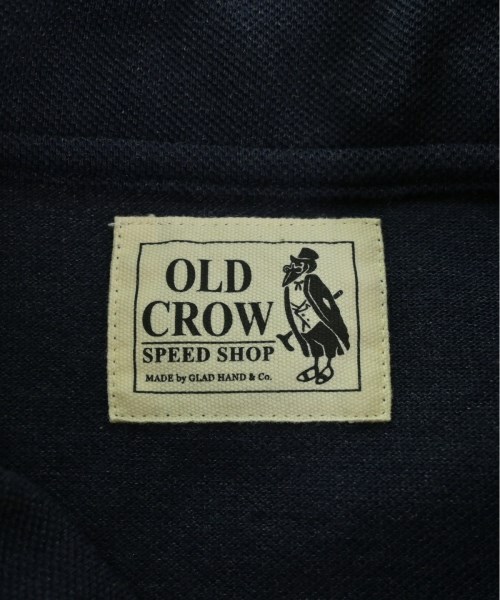 OLD
CROW
SPEED SHOP
MADE by GLAD HAND & Co.